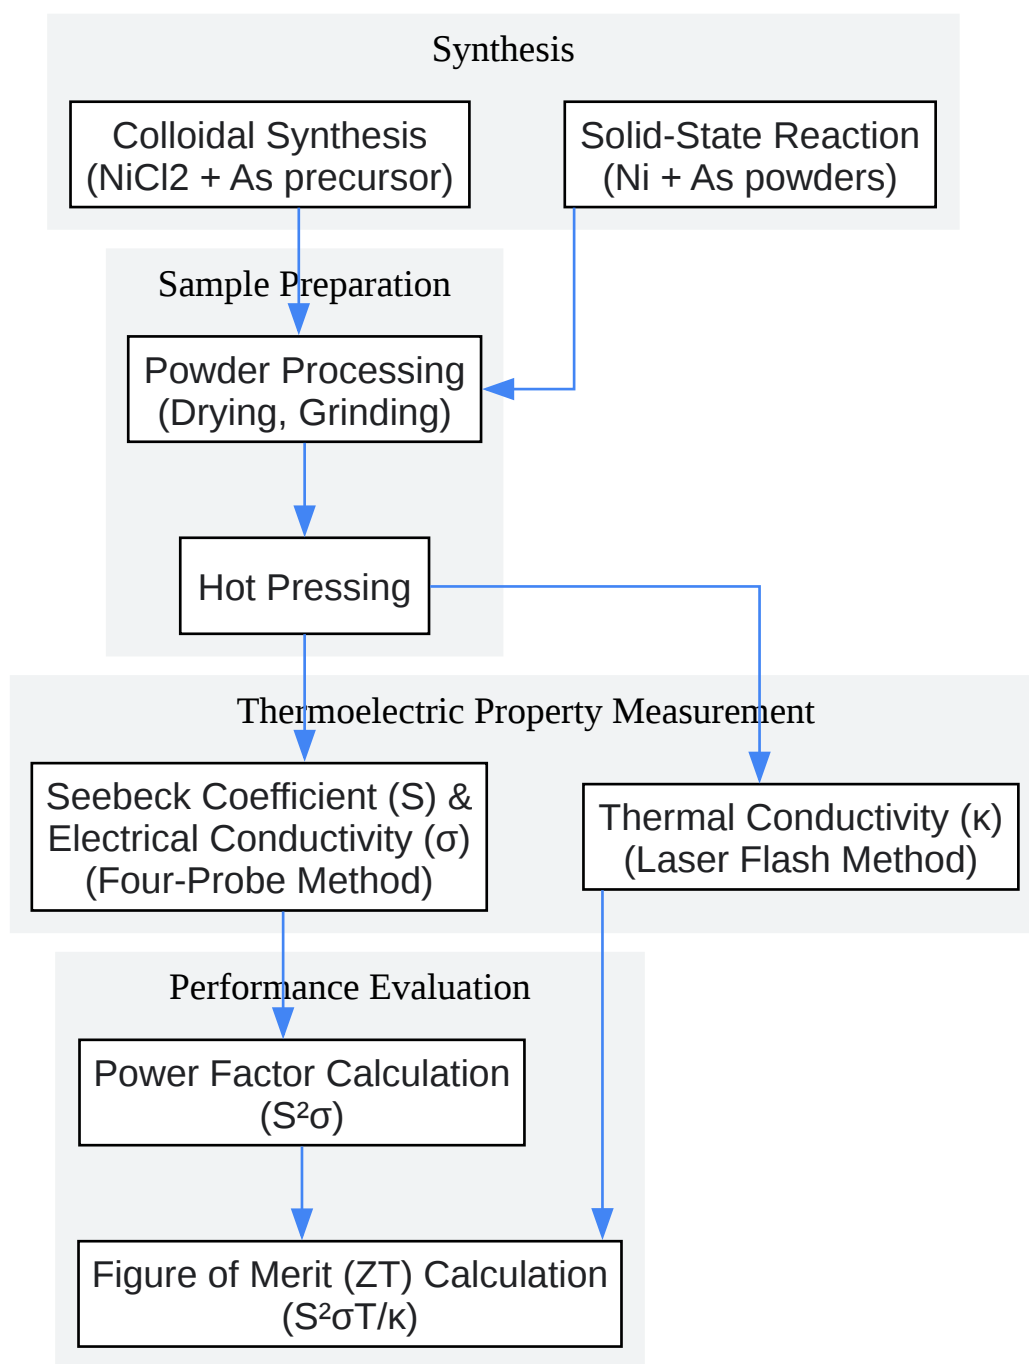 Synthesis
Colloidal Synthesis
(NiCl2 + As precursor)
Solid-State Reaction
(Ni + As powders)
Sample Preparation
Powder Processing
(Drying, Grinding)
Hot Pressing
Thermoelectric Property Measurement
Seebeck Coefficient (S) &
Electrical Conductivity (σ)
(Four-Probe Method)
Thermal Conductivity (κ)
(Laser Flash Method)
Performance Evaluation
Power Factor Calculation
(S²σ)
Figure of Merit (ZT) Calculation
(S²σT/κ)